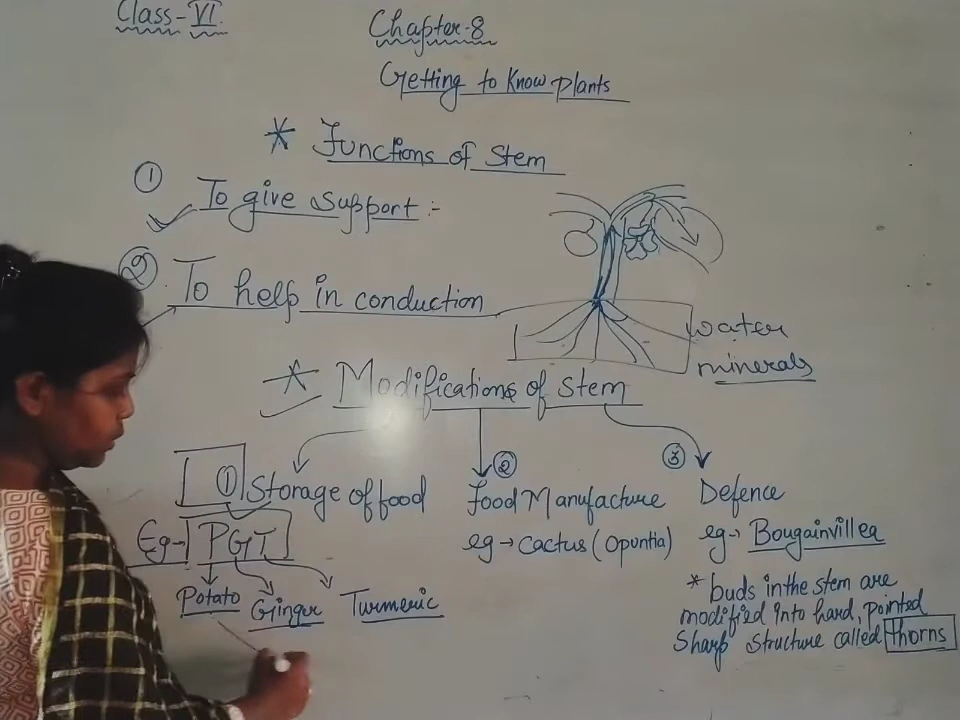 Class-VI
Chapter-8
Getting to Know plants
* Functions of stem
① To give support :-
② To help in conduction
water
minerals
* Modifications of stem
① Storage of food
Eg→ PGT
Potato Ginger Turmeric
② Food Manufacture
eg→ Cactus (Opuntia)
③ Defence
eg→ Bougainvillea
* buds in the stem are
modified into hard, pointed
Sharp structure called thorns